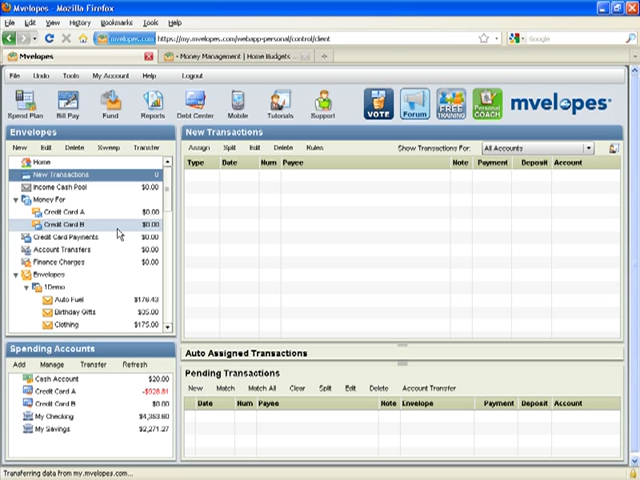 Mvelopes - Mozilla Firefox
File Edit View History Bookmarks Tools Help
mvelopes.com https://my.mvelopes.com/webapp-personal/control/client Google
Mvelopes - Money Management | Home Budgets ...
File Undo Tools My Account Help Logout
Spend Plan Bill Pay Fund Reports Debt Center Mobile Tutorials Support VOTE Forum FREE TRAINING PERSONAL COACH mvelopes
Envelopes
New Edit Delete Sweep Transfer
Home
New Transactions 0
Income Cash Pool $0.00
Money For
Credit Card A $0.00
Credit Card B $0.00
Credit Card Payments $0.00
Account Transfers $0.00
Finance Charges $0.00
Envelopes
1Demo
Auto Fuel $176.43
Birthday Gifts $35.00
Clothing $175.00
New Transactions
Assign Split Edit Delete Rules Show Transactions For: All Accounts
Type Date Num Payee Note Payment Deposit Account
Spending Accounts
Add Manage Transfer Refresh
Cash Account $20.00
Credit Card A -$928.81
Credit Card B $0.00
My Checking $4,353.60
My Savings $2,271.27
Auto Assigned Transactions
Pending Transactions
New Match Match All Clear Split Edit Delete Account Transfer
Date Num Payee Note Envelope Payment Deposit Account
Transferring data from my.mvelopes.com...